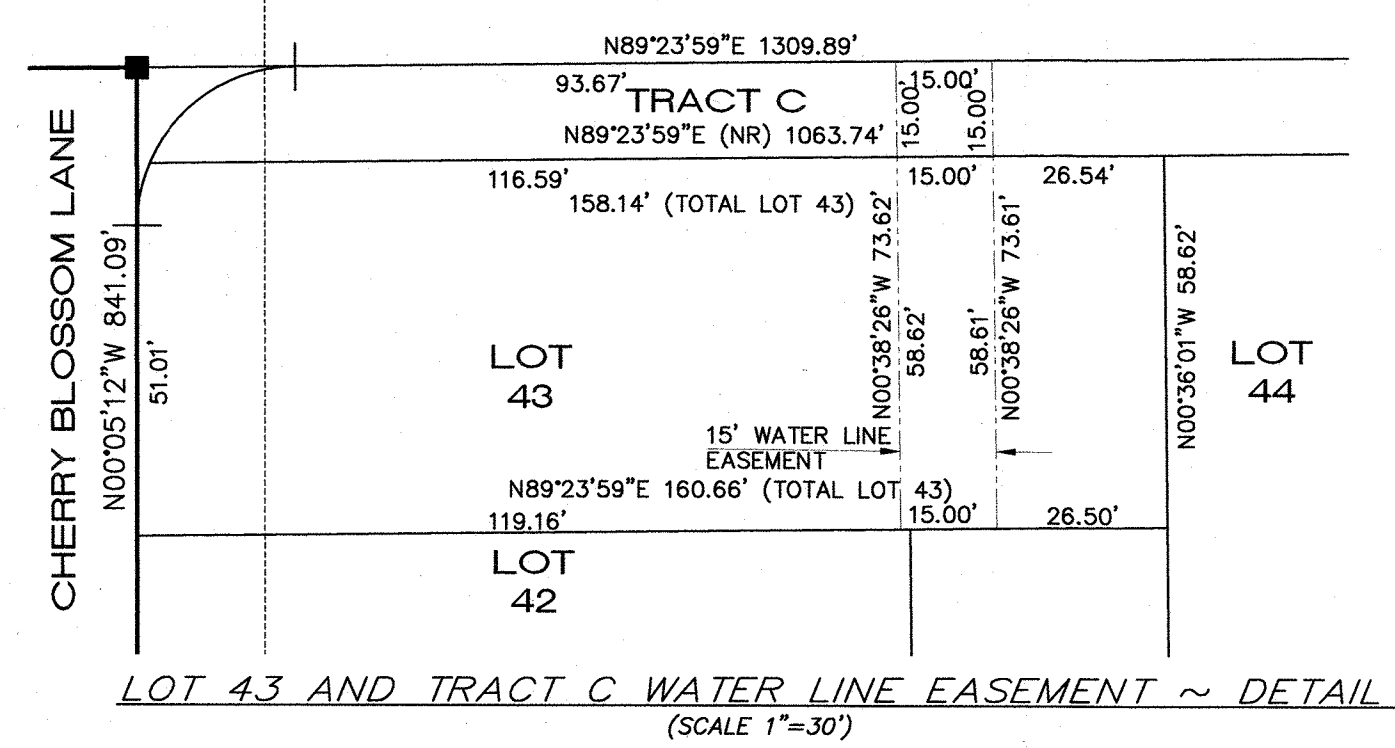 N89°23'59"E 1309.89'
93.67'
15.00'
TRACT C
15.00'
15.00'
N89°23'59"E (NR) 1063.74'
116.59'
15.00'
26.54'
158.14' (TOTAL LOT 43)
CHERRY BLOSSOM LANE
N00°05'12"W 841.09'
51.01'
LOT
43
N00°38'26"W 73.62'
58.62'
58.61'
N00°38'26"W 73.61'
N00°36'01"W 58.62'
LOT
44
15' WATER LINE
EASEMENT
N89°23'59"E 160.66' (TOTAL LOT 43)
119.16'
15.00'
26.50'
LOT
42
LOT 43 AND TRACT C WATER LINE EASEMENT ~ DETAIL
(SCALE 1"=30')